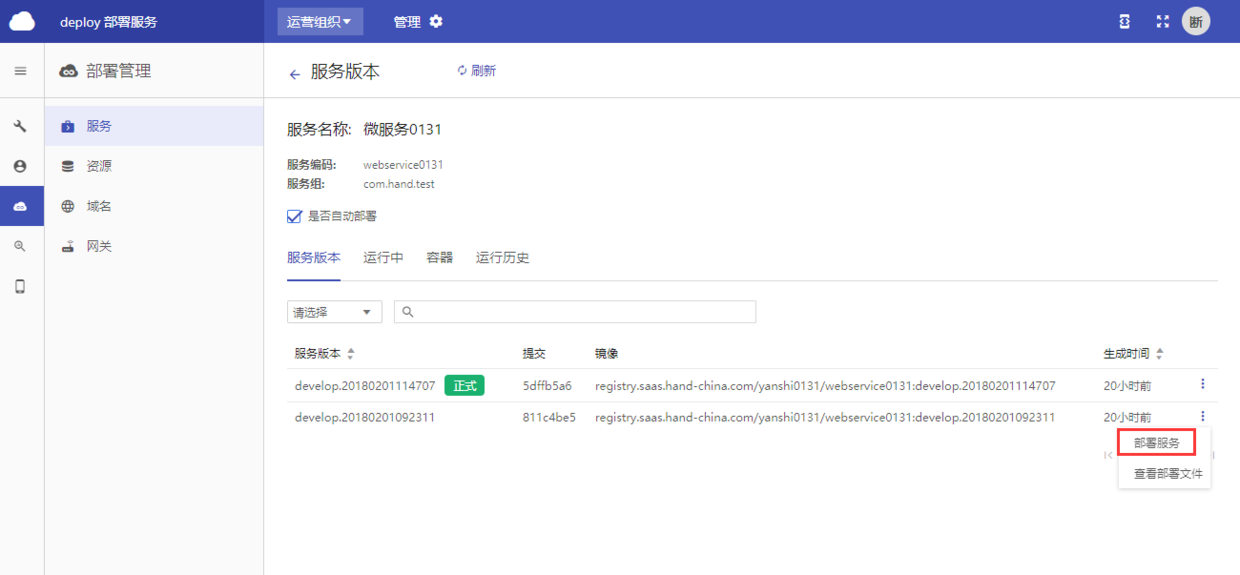 deploy 部署服务
运营组织
管理
断
部署管理
服务
资源
域名
网关
服务版本
刷新
服务名称: 微服务0131
服务编码: webservice0131
服务组: com.hand.test
是否自动部署
服务版本 运行中 容器 运行历史
请选择
服务版本 提交 镜像 生成时间
develop.20180201114707 正式 5dffb5a6 registry.saas.hand-china.com/yanshi0131/webservice0131:develop.20180201114707 20小时前
develop.20180201092311 811c4be5 registry.saas.hand-china.com/yanshi0131/webservice0131:develop.20180201092311 20小时前
部署服务
查看部署文件